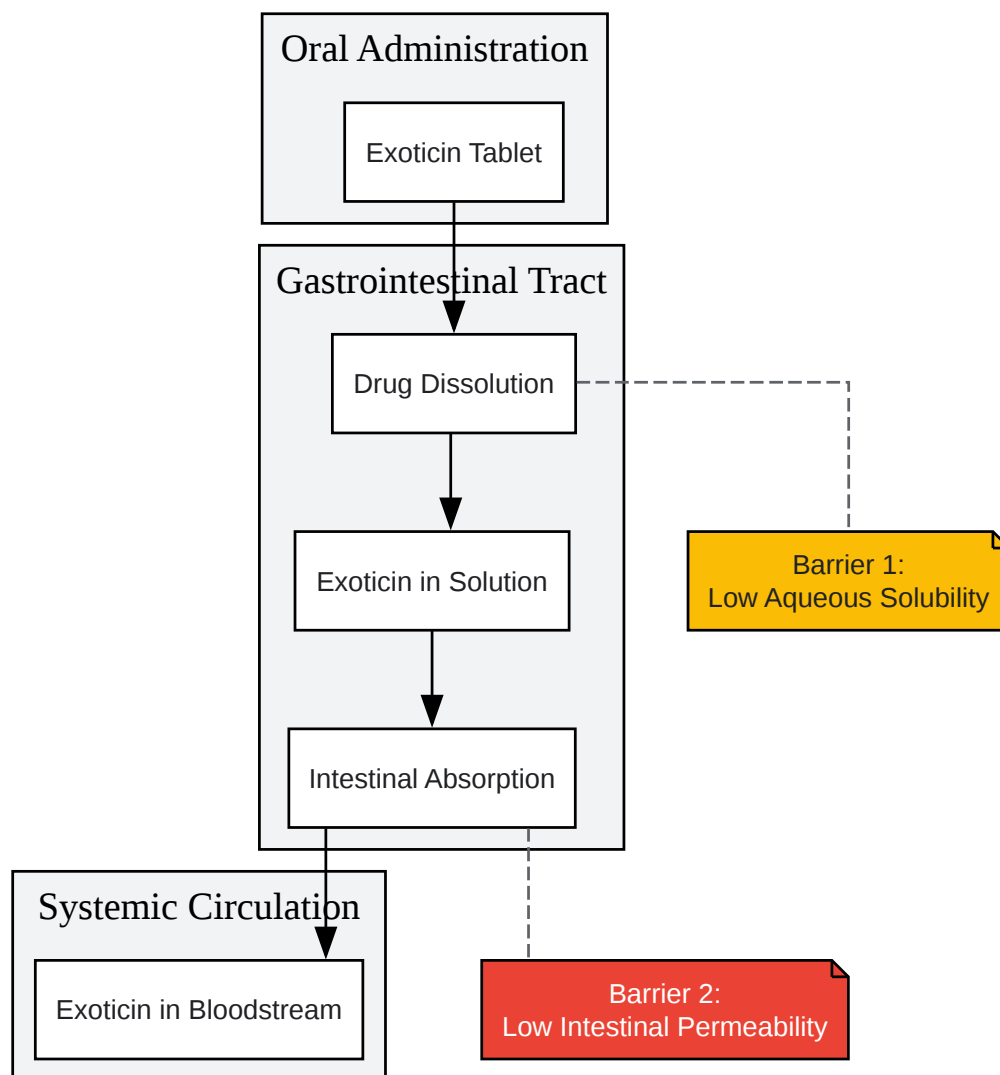 Oral Administration
Exoticin Tablet
Gastrointestinal Tract
Drug Dissolution
Exoticin in Solution
Barrier 1:
Low Aqueous Solubility
Intestinal Absorption
Systemic Circulation
Exoticin in Bloodstream
Barrier 2:
Low Intestinal Permeability